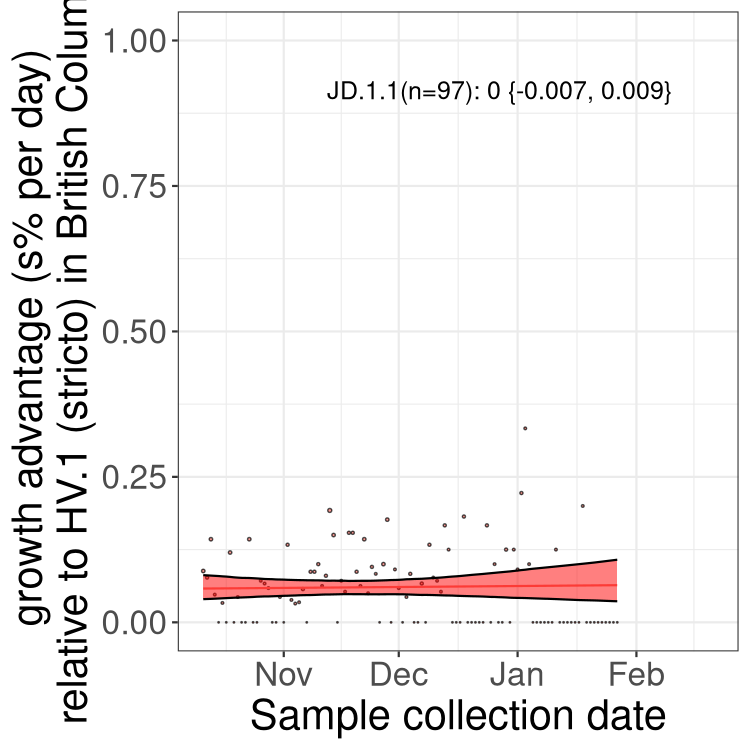 growth advantage (s% per day)
relative to HV.1 (stricto) in British Colum
1.00
0.75
0.50
0.25
0.00
JD.1.1(n=97): 0 {-0.007, 0.009}
Nov Dec Jan Feb
Sample collection date